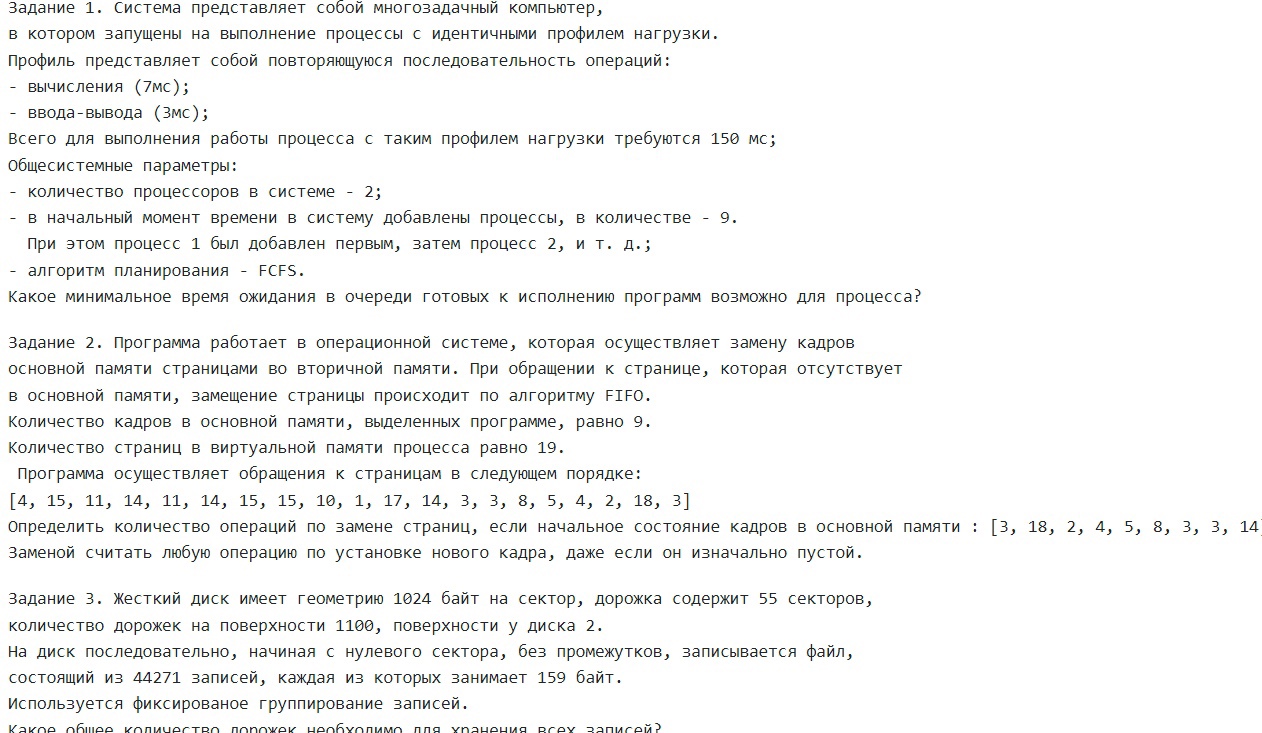 Задание 1. Система представляет собой многозадачный компьютер,
в котором запущены на выполнение процессы с идентичными профилем нагрузки.
Профиль представляет собой повторяющуюся последовательность операций:
- вычисления (7мс);
- ввода-вывода (3мс);
Всего для выполнения работы процесса с таким профилем нагрузки требуются 150 мс;
Общесистемные параметры:
- количество процессоров в системе - 2;
- в начальный момент времени в систему добавлены процессы, в количестве - 9.
При этом процесс 1 был добавлен первым, затем процесс 2, и т. д.;
- алгоритм планирования - FCFS.
Какое минимальное время ожидания в очереди готовых к исполнению программ возможно для процесса?
Задание 2. Программа работает в операционной системе, которая осуществляет замену кадров
основной памяти страницами во вторичной памяти. При обращении к странице, которая отсутствует
в основной памяти, замещение страницы происходит по алгоритму FIFO.
Количество кадров в основной памяти, выделенных программе, равно 9.
Количество страниц в виртуальной памяти процесса равно 19.
Программа осуществляет обращения к страницам в следующем порядке:
[4, 15, 11, 14, 11, 14, 15, 15, 10, 1, 17, 14, 3, 3, 8, 5, 4, 2, 18, 3]
Определить количество операций по замене страниц, если начальное состояние кадров в основной памяти : [3, 18, 2, 4, 5, 8, 3, 3, 14]
Заменой считать любую операцию по установке нового кадра, даже если он изначально пустой.
Задание 3. Жесткий диск имеет геометрию 1024 байт на сектор, дорожка содержит 55 секторов,
количество дорожек на поверхности 1100, поверхности у диска 2.
На диск последовательно, начиная с нулевого сектора, без промежутков, записывается файл,
состоящий из 44271 записей, каждая из которых занимает 159 байт.
Используется фиксированое группирование записей.
Какое общее количество дорожек необходимо для хранения всех записей?